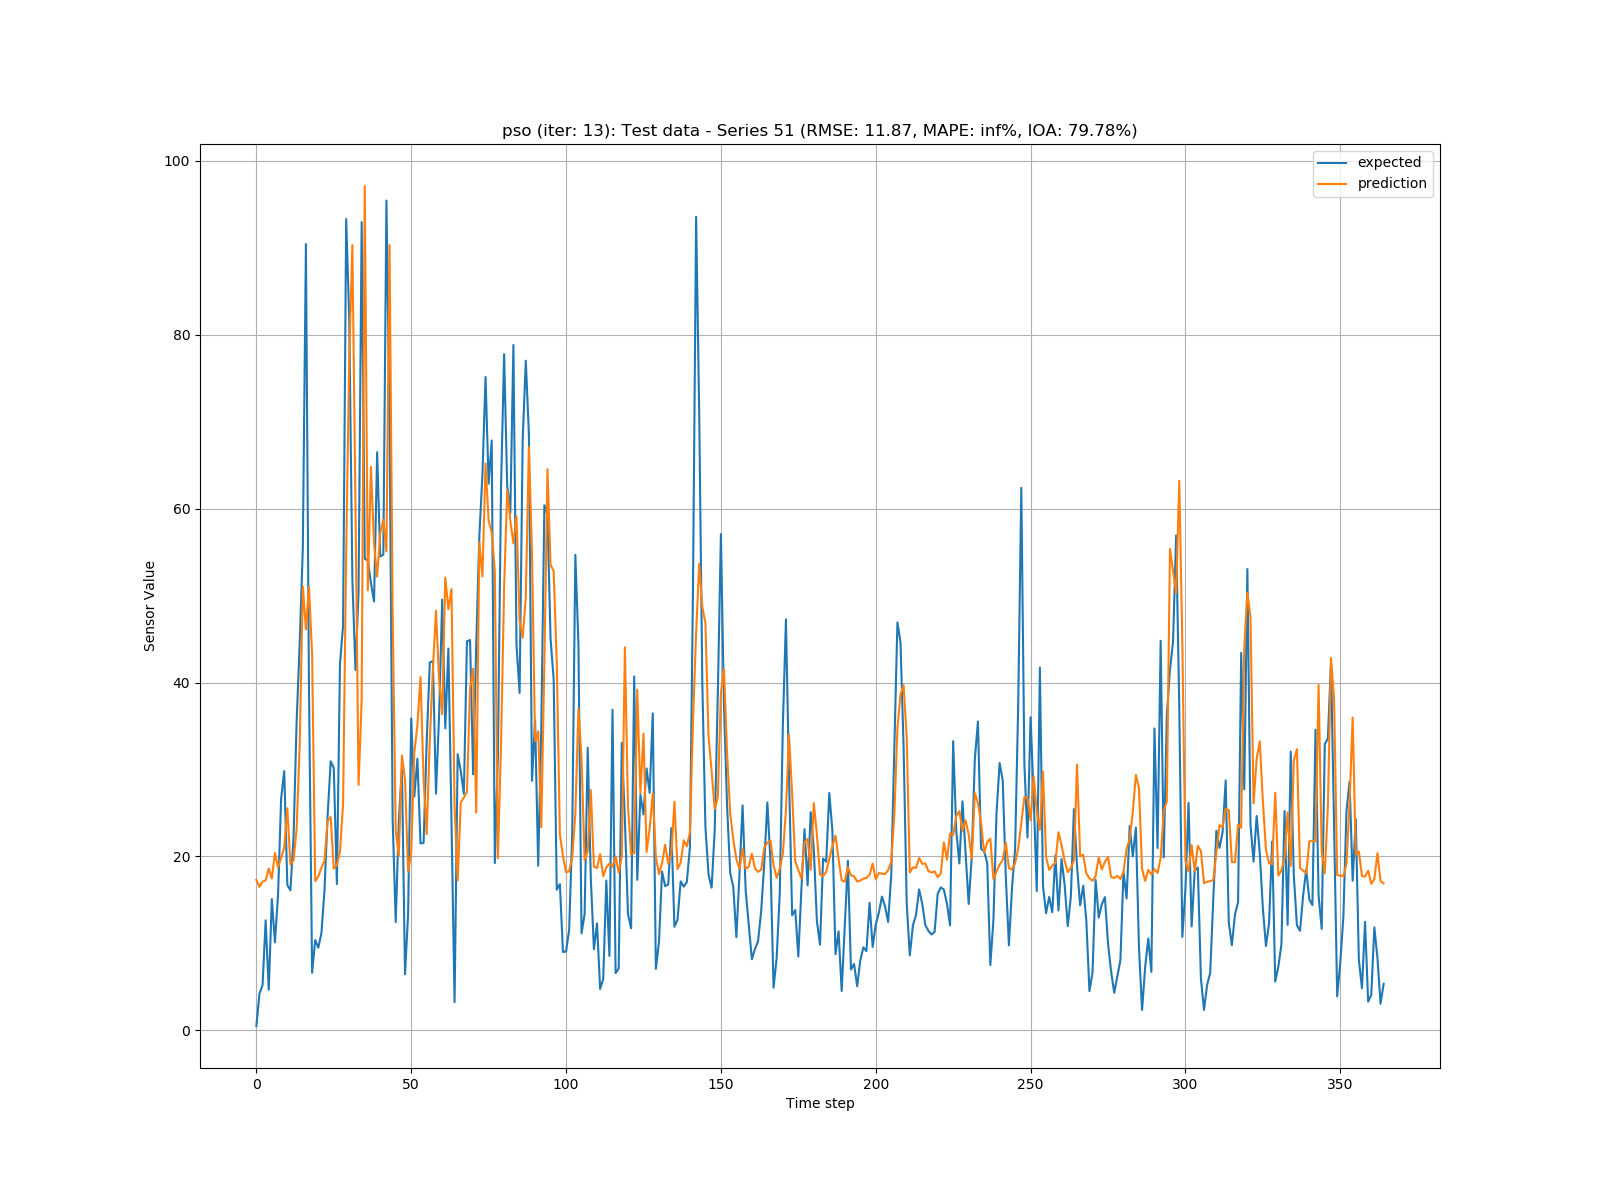 pso (iter: 13): Test data - Series 51 (RMSE: 11.87, MAPE: inf%, IOA: 79.78%)
expected
prediction
100
80
60
40
20
0
Sensor Value
0 50 100 150 200 250 300 350
Time step